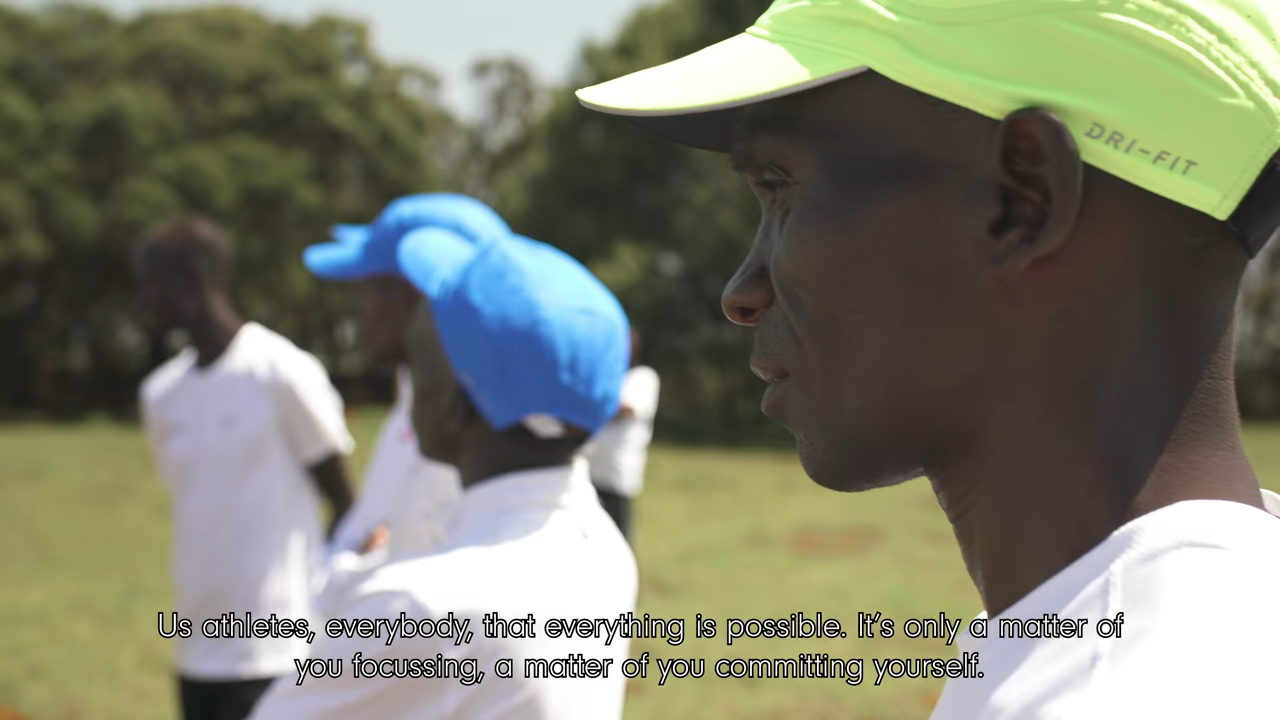 DRI-FIT
Us athletes, everybody, that everything is possible. It's only a matter of
you focussing, a matter of you committing yourself.